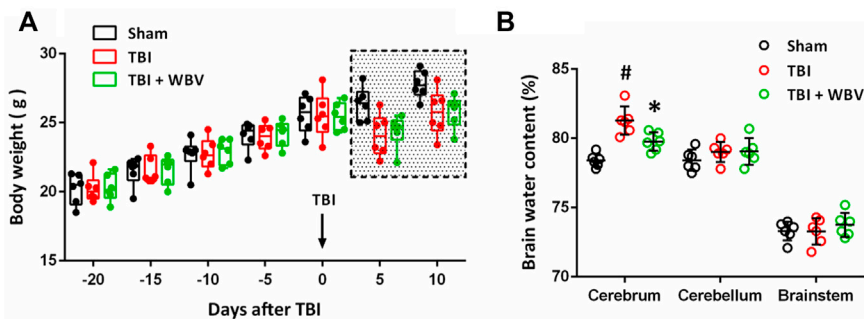 A
Sham
TBI
TBI + WBV
Body weight ( g )
30
25
20
15
TBI
-20 -15 -10 -5 0 5 10
Days after TBI
B
Sham
TBI
TBI + WBV
Brain water content (%)
85
80
75
70
#
*
Cerebrum Cerebellum Brainstem